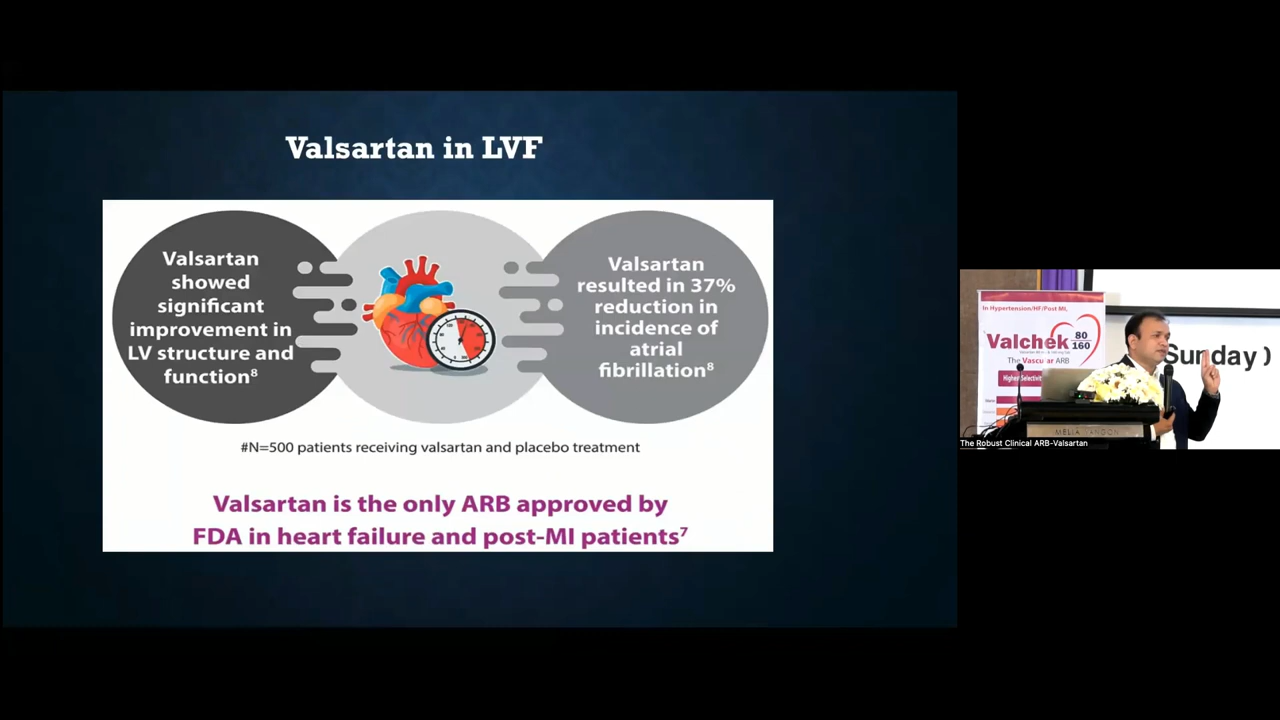 Valsartan in LVF
Valsartan
showed
significant
improvement in
LV structure and
function⁸
Valsartan
resulted in 37%
reduction in
incidence of
atrial
fibrillation⁸
#N=500 patients receiving valsartan and placebo treatment
Valsartan is the only ARB approved by
FDA in heart failure and post-MI patients⁷
In Hypertension/HF/Post MI,
Valchek 80
160
The Vascular ARB
Sunday )
The Robust Clinical ARB-Valsartan